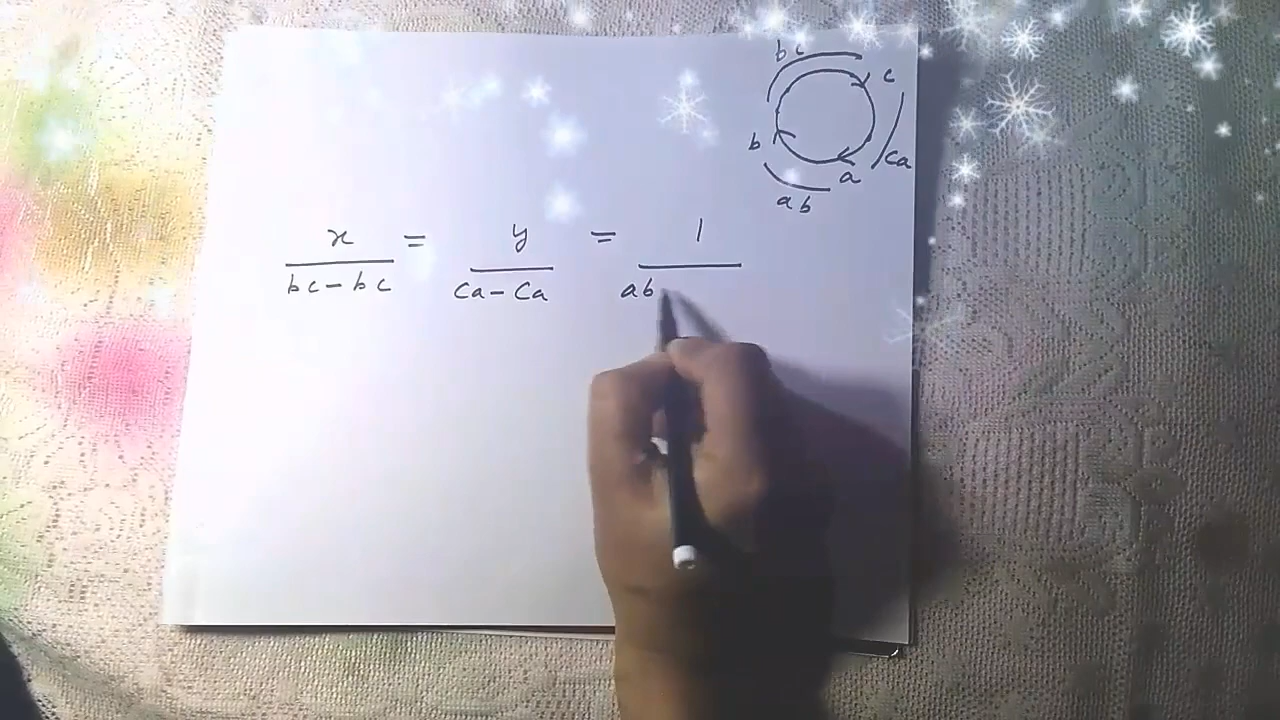 bc
c
b
ca
a
ab
x = y = 1
bc-bc ca-ca ab